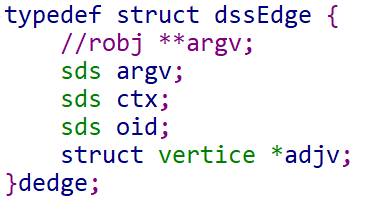 typedef struct dssEdge {
    //robj **argv;
    sds argv;
    sds ctx;
    sds oid;
    struct vertice *adjv;
}dedge;